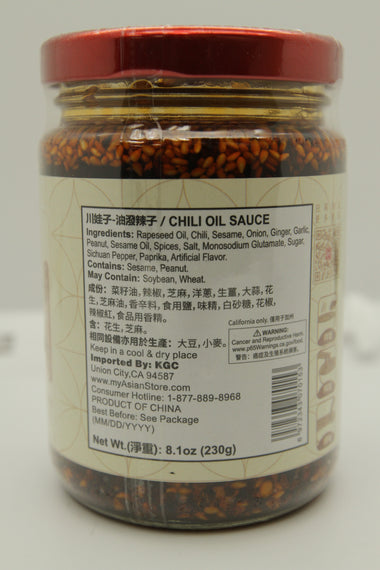 川娃子-油潑辣子 / CHILI OIL SAUCE
Ingredients: Rapeseed Oil, Chili, Sesame, Onion, Ginger, Garlic,
Peanut, Sesame Oil, Spices, Salt, Monosodium Glutamate, Sugar,
Sichuan Pepper, Paprika, Artificial Flavor.
Contains: Sesame, Peanut.
May Contain: Soybean, Wheat.
成份: 菜籽油, 辣椒, 芝麻, 洋蔥, 生薑, 大蒜, 花
生, 芝麻油, 香辛料, 食用鹽, 味精, 白砂糖, 花椒,
辣椒紅, 食品用香精。
含: 花生, 芝麻。
相同設備亦用於生產: 大豆, 小麥。
Keep in a cool & dry place
Imported By: KGC
Union City,CA 94587
www.myAsianStore.com
Consumer Hotline: 1-877-889-8968
PRODUCT OF CHINA
Best Before: See Package
(MM/DD/YYYY)
Net Wt.(淨重): 8.1oz (230g)
California only, 僅用于加州
WARNING:
Cancer and Reproductive Harm.
www.p65Warnings.ca.gov/food.